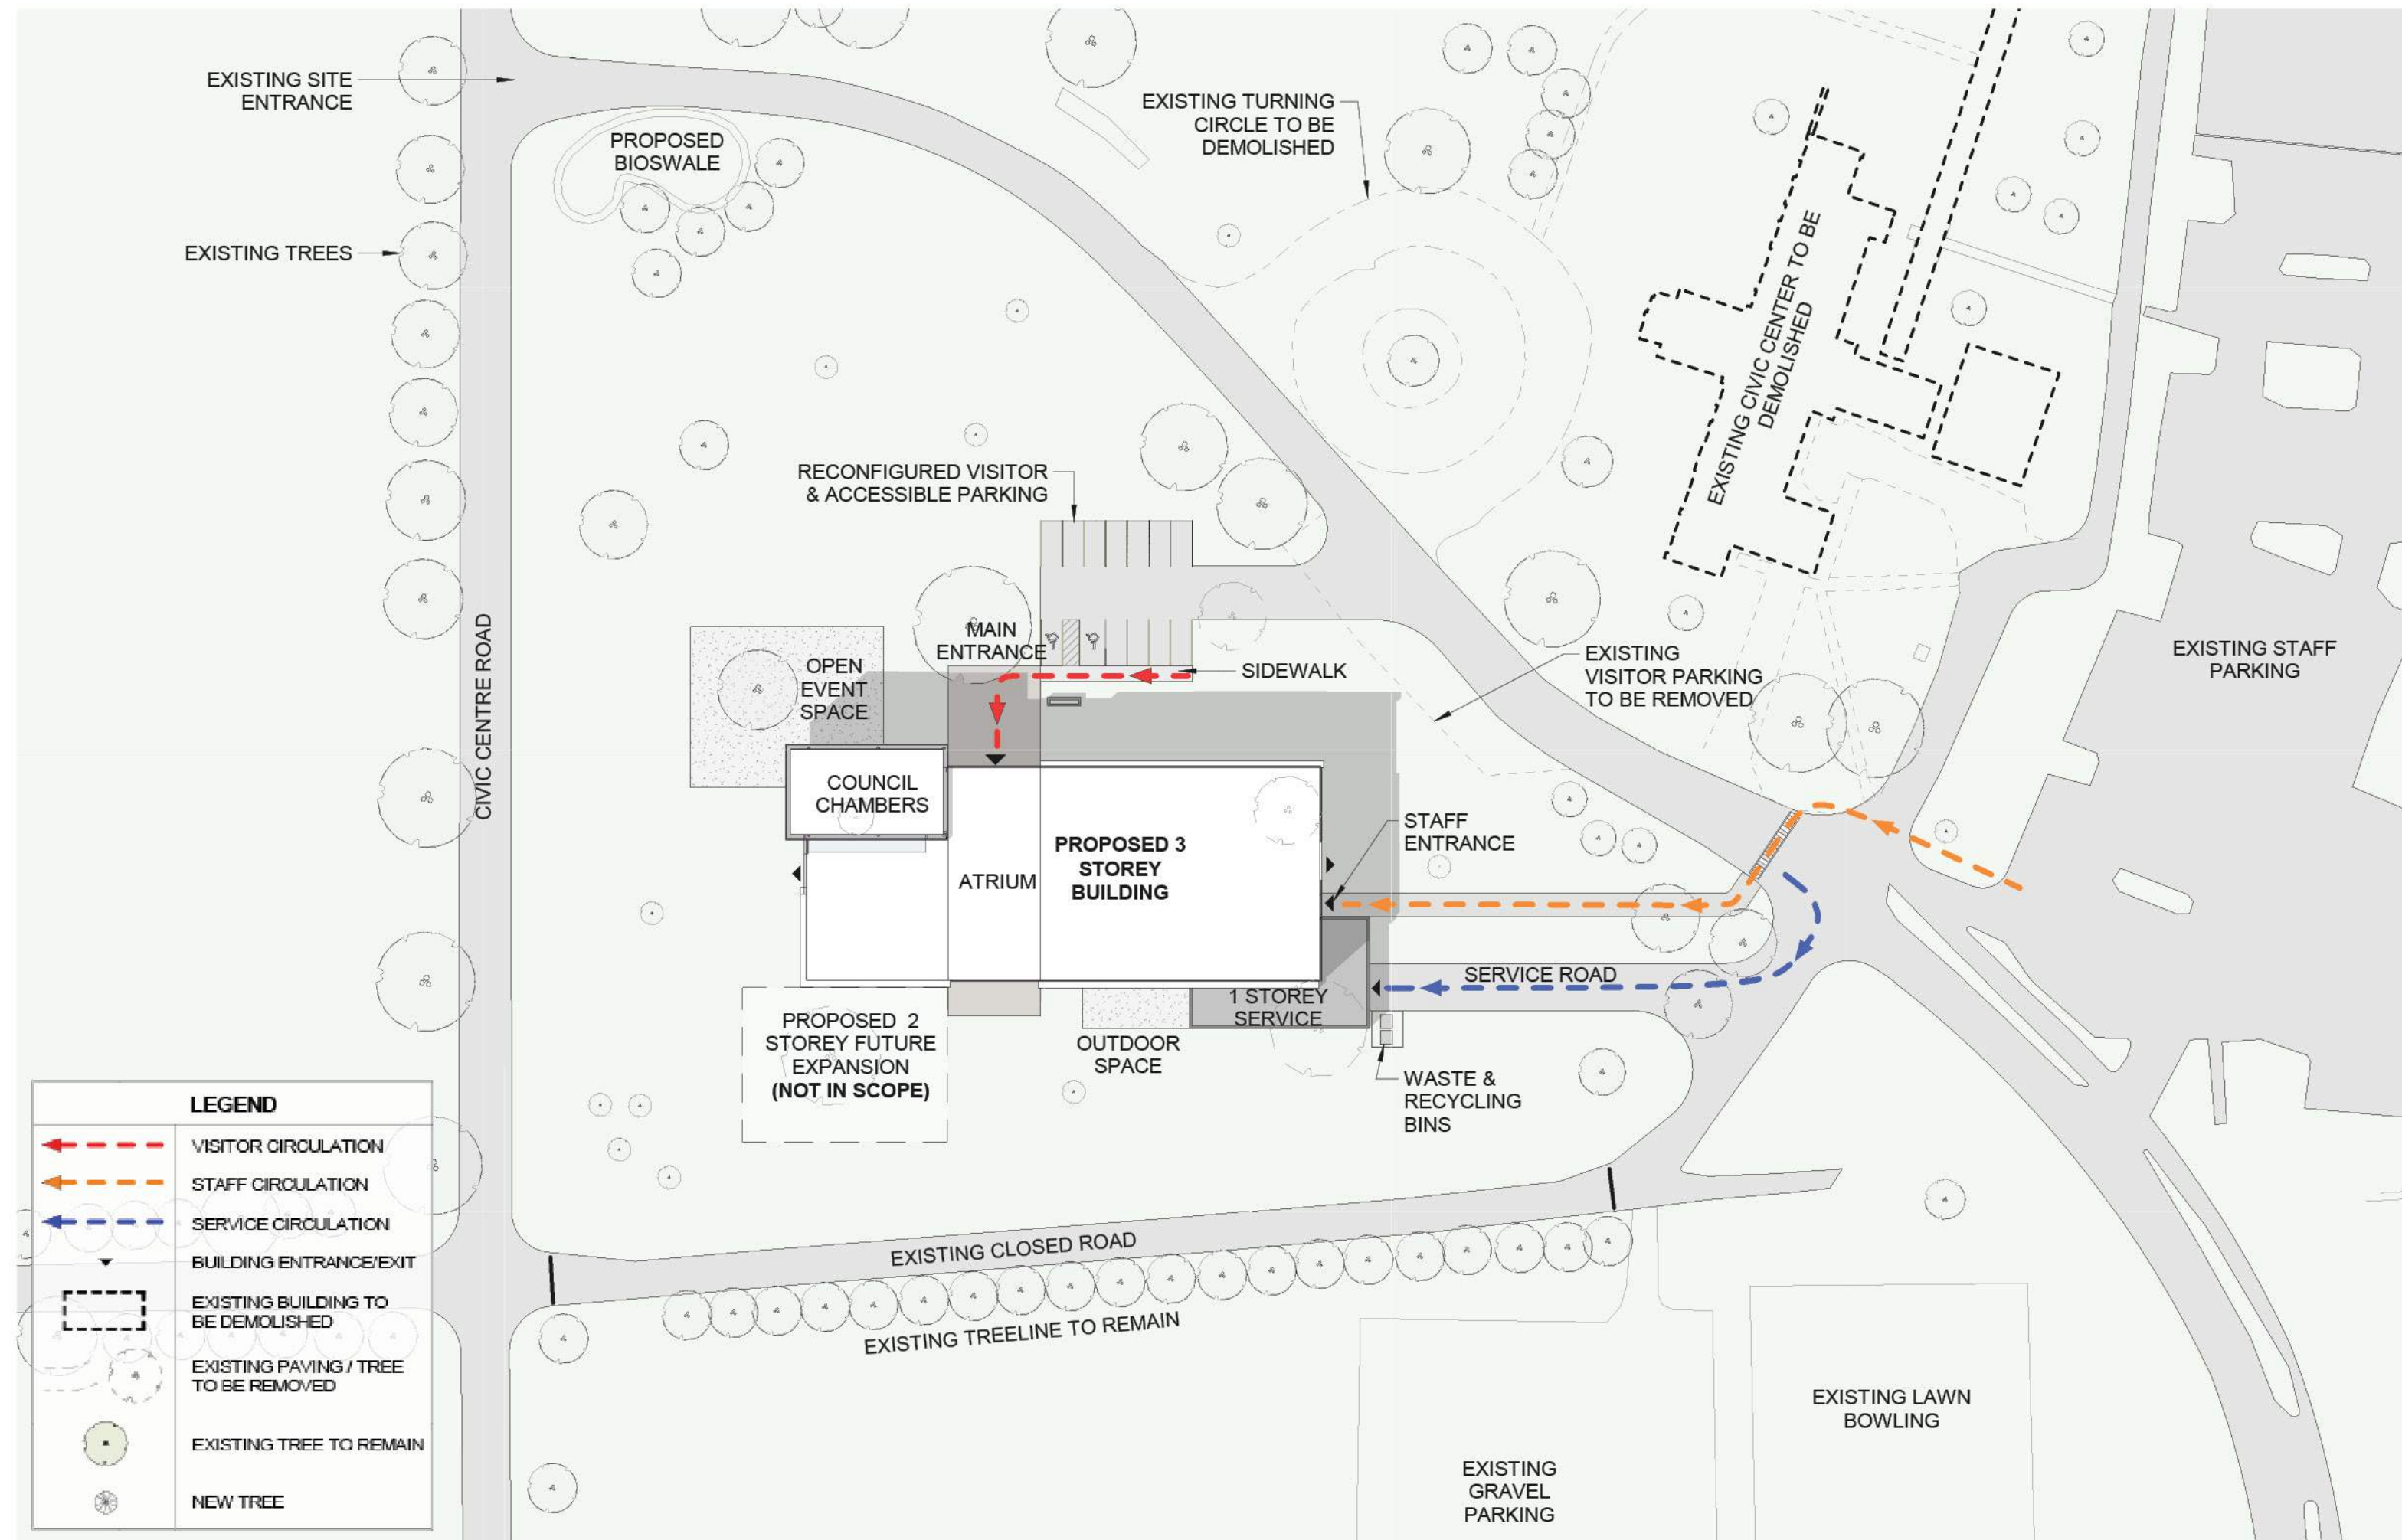 EXISTING SITE
ENTRANCE
PROPOSED
BIOSWALE
EXISTING TREES
EXISTING TURNING
CIRCLE TO BE
DEMOLISHED
EXISTING CIVIC CENTER TO BE
DEMOLISHED
RECONFIGURED VISITOR
& ACCESSIBLE PARKING
MAIN
ENTRANCE
OPEN
EVENT
SPACE
SIDEWALK
EXISTING
VISITOR PARKING
TO BE REMOVED
EXISTING STAFF
PARKING
CIVIC CENTRE ROAD
COUNCIL
CHAMBERS
ATRIUM
PROPOSED 3
STOREY
BUILDING
STAFF
ENTRANCE
SERVICE ROAD
1 STOREY
SERVICE
PROPOSED 2
STOREY FUTURE
EXPANSION
(NOT IN SCOPE)
OUTDOOR
SPACE
WASTE &
RECYCLING
BINS
EXISTING CLOSED ROAD
EXISTING TREELINE TO REMAIN
EXISTING LAWN
BOWLING
EXISTING
GRAVEL
PARKING
LEGEND
VISITOR CIRCULATION
STAFF CIRCULATION
SERVICE CIRCULATION
BUILDING ENTRANCE/EXIT
EXISTING BUILDING TO
BE DEMOLISHED
EXISTING PAVING / TREE
TO BE REMOVED
EXISTING TREE TO REMAIN
NEW TREE